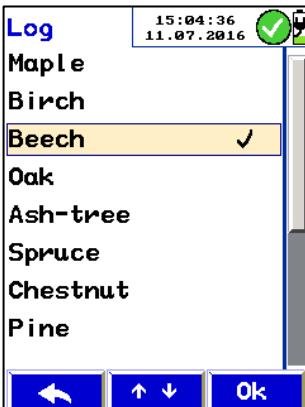 Log
15:04:36
11.07.2016
Maple
Birch
Beech
Oak
Ash-tree
Spruce
Chestnut
Pine
Ok